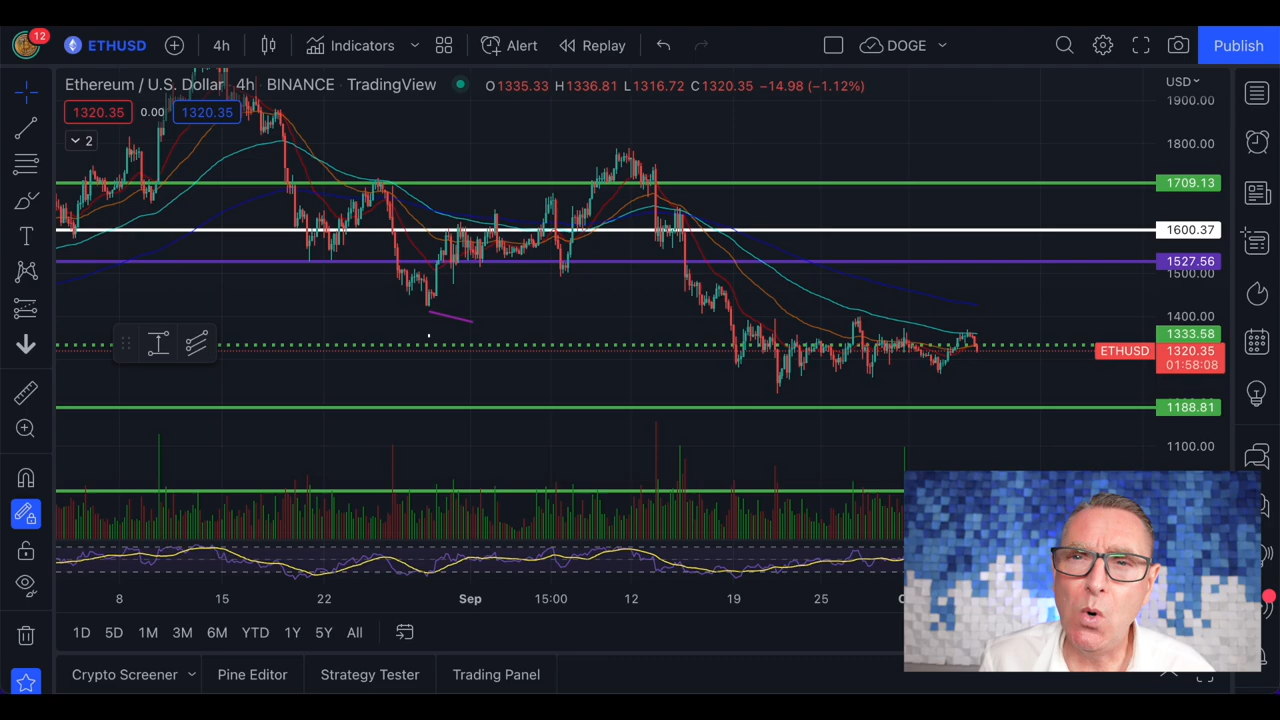 12
ETHUSD
4h
Indicators
Alert
Replay
DOGE
Publish
Ethereum / U.S. Dollar 4h · BINANCE · TradingView
O1335.33 H1336.81 L1316.72 C1320.35 −14.98 (−1.12%)
USD
1320.35
0.00
1320.35
2
1900.00
1800.00
1709.13
1600.37
1527.56
1500.00
1400.00
1333.58
ETHUSD
1320.35
01:58:08
1188.81
1100.00
8
15
22
Sep
15:00
12
19
25
1D
5D
1M
3M
6M
YTD
1Y
5Y
All
Crypto Screener
Pine Editor
Strategy Tester
Trading Panel